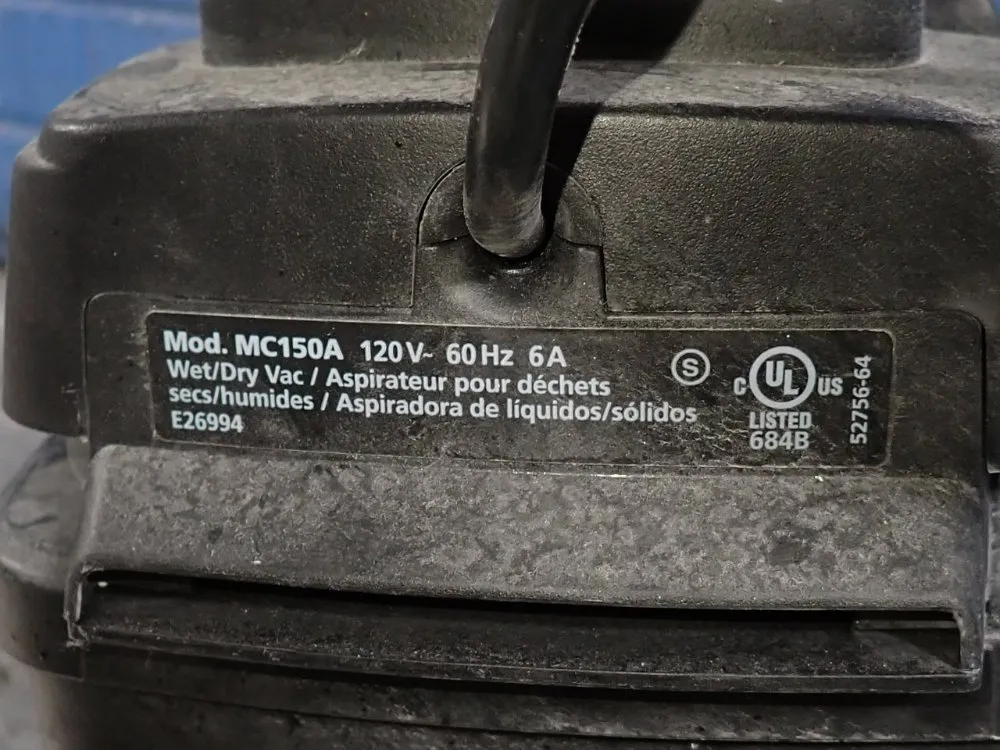 Mod. MC150A 120V~ 60Hz 6A
Wet/Dry Vac / Aspirateur pour déchets
secs/humides / Aspiradora de líquidos/sólidos
E26994
S
C UL US
LISTED
684B
52756-64